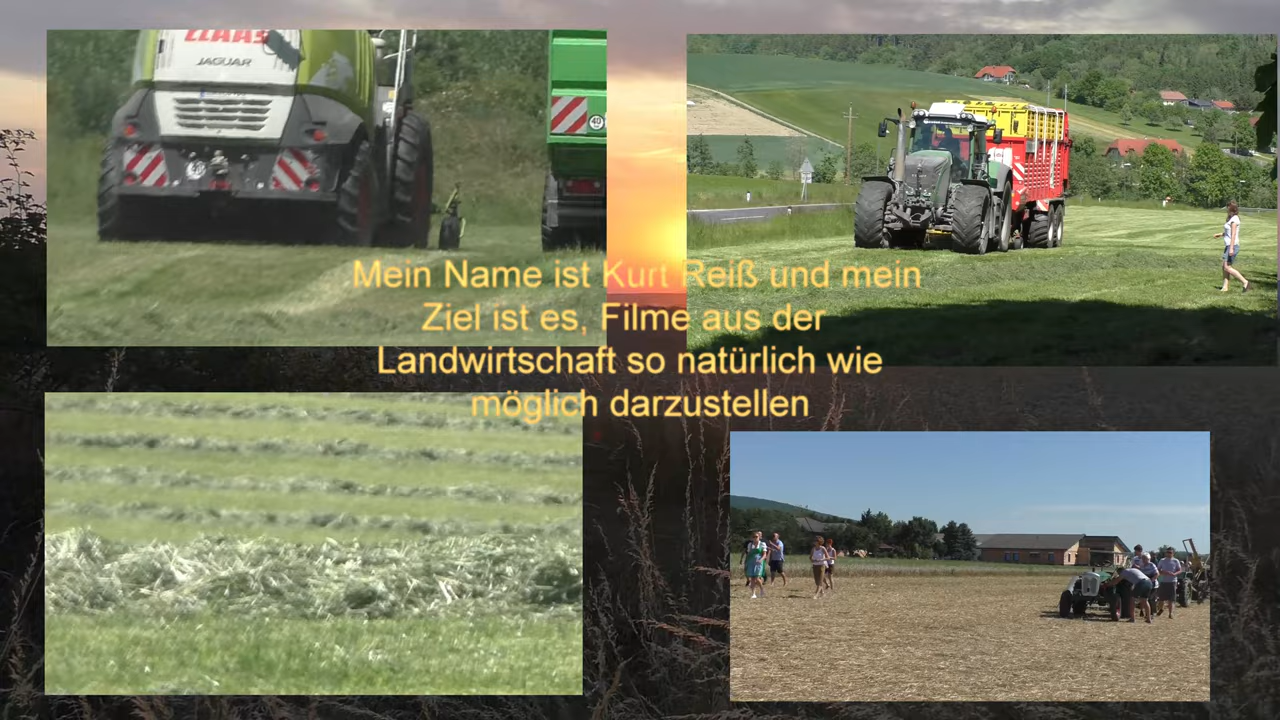 CLAAS
JAGUAR
40
Mein Name ist Kurt Reiß und mein
Ziel ist es, Filme aus der
Landwirtschaft so natürlich wie
möglich darzustellen